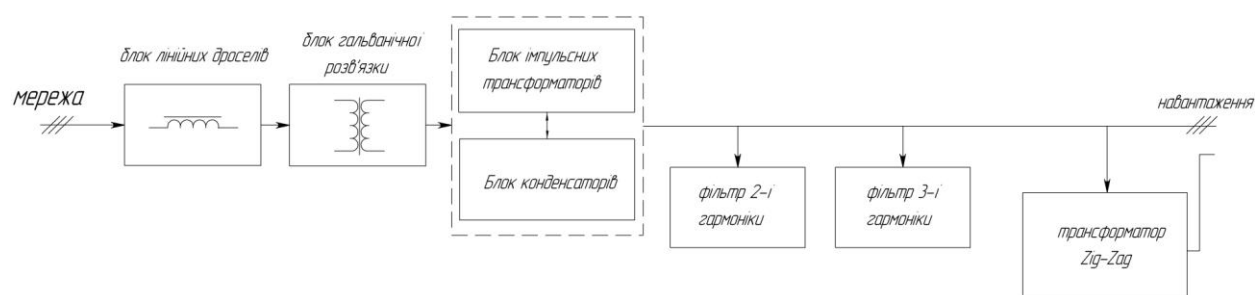 мережа
блок лінійних дроселів
блок гальванічної
розв'язки
Блок імпульсних
трансформаторів
Блок конденсаторів
фільтр 2-і
гармоніки
фільтр 3-і
гармоніки
трансформатор
Zig-Zag
навантаження